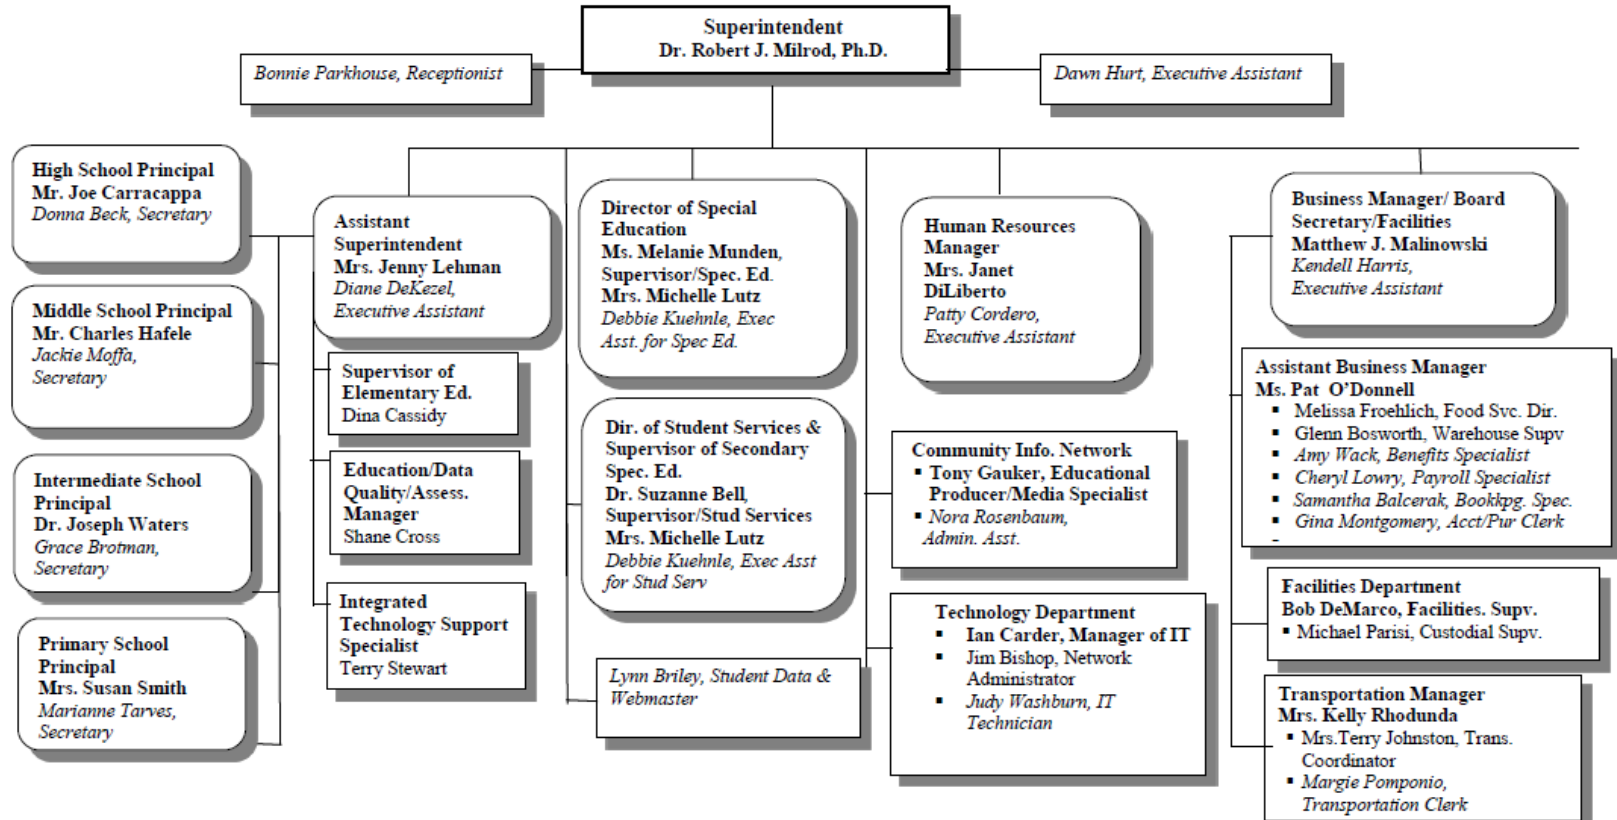 Superintendent
Dr. Robert J. Milrod, Ph.D.
Bonnie Parkhouse, Receptionist
Dawn Hurt, Executive Assistant
High School Principal
Mr. Joe Carracappa
Donna Beck, Secretary
Middle School Principal
Mr. Charles Hafele
Jackie Moffa,
Secretary
Intermediate School
Principal
Dr. Joseph Waters
Grace Brotman,
Secretary
Primary School
Principal
Mrs. Susan Smith
Marianne Tarves,
Secretary
Assistant
Superintendent
Mrs. Jenny Lehman
Diane DeKezel,
Executive Assistant
Supervisor of
Elementary Ed.
Dina Cassidy
Education/Data
Quality/Assess.
Manager
Shane Cross
Integrated
Technology Support
Specialist
Terry Stewart
Director of Special
Education
Ms. Melanie Munden,
Supervisor/Spec. Ed.
Mrs. Michelle Lutz
Debbie Kuehnle, Exec
Asst. for Spec Ed.
Dir. of Student Services &
Supervisor of Secondary
Spec. Ed.
Dr. Suzanne Bell,
Supervisor/Stud Services
Mrs. Michelle Lutz
Debbie Kuehnle, Exec Asst
for Stud Serv
Lynn Briley, Student Data &
Webmaster
Human Resources
Manager
Mrs. Janet
DiLiberto
Patty Cordero,
Executive Assistant
Community Info. Network
▪ Tony Gauker, Educational
Producer/Media Specialist
▪ Nora Rosenbaum,
Admin. Asst.
Technology Department
▪ Ian Carder, Manager of IT
▪ Jim Bishop, Network
Administrator
▪ Judy Washburn, IT
Technician
Business Manager/ Board
Secretary/Facilities
Matthew J. Malinowski
Kendell Harris,
Executive Assistant
Assistant Business Manager
Ms. Pat O'Donnell
▪ Melissa Froehlich, Food Svc. Dir.
▪ Glenn Bosworth, Warehouse Supv
▪ Amy Wack, Benefits Specialist
▪ Cheryl Lowry, Payroll Specialist
▪ Samantha Balcerak, Bookkpg. Spec.
▪ Gina Montgomery, Acct/Pur Clerk
Facilities Department
Bob DeMarco, Facilities. Supv.
▪ Michael Parisi, Custodial Supv.
Transportation Manager
Mrs. Kelly Rhodunda
▪ Mrs.Terry Johnston, Trans.
Coordinator
▪ Margie Pomponio,
Transportation Clerk